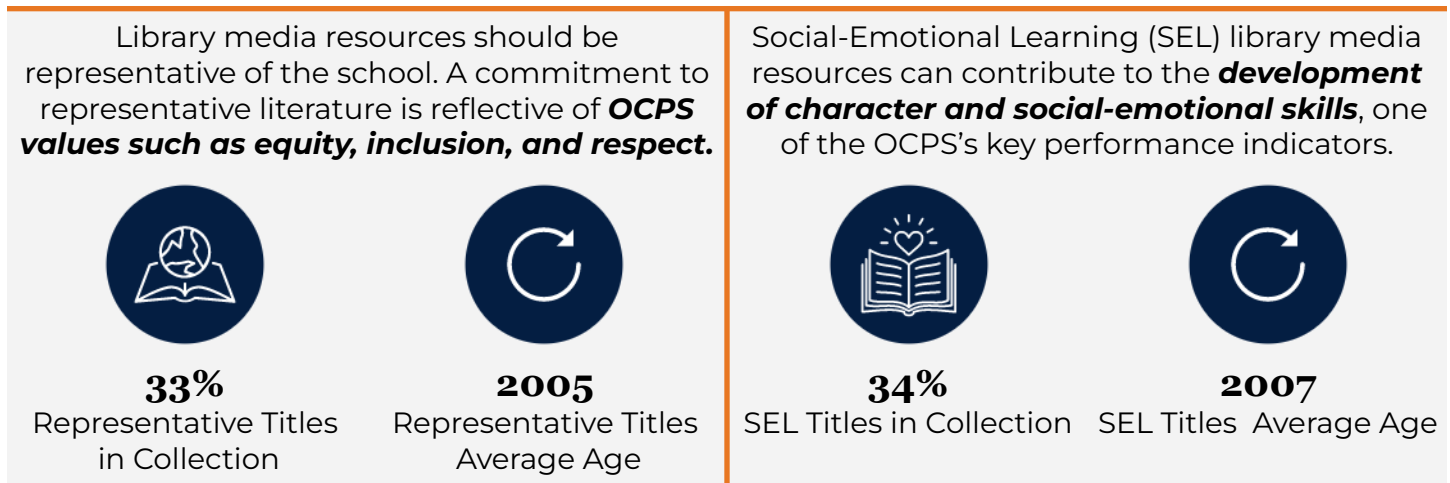 Library media resources should be
representative of the school. A commitment to
representative literature is reflective of OCPS
values such as equity, inclusion, and respect.
33%
Representative Titles
in Collection
2005
Representative Titles
Average Age
Social-Emotional Learning (SEL) library media
resources can contribute to the development
of character and social-emotional skills, one
of the OCPS's key performance indicators.
34%
SEL Titles in Collection
2007
SEL Titles  Average Age